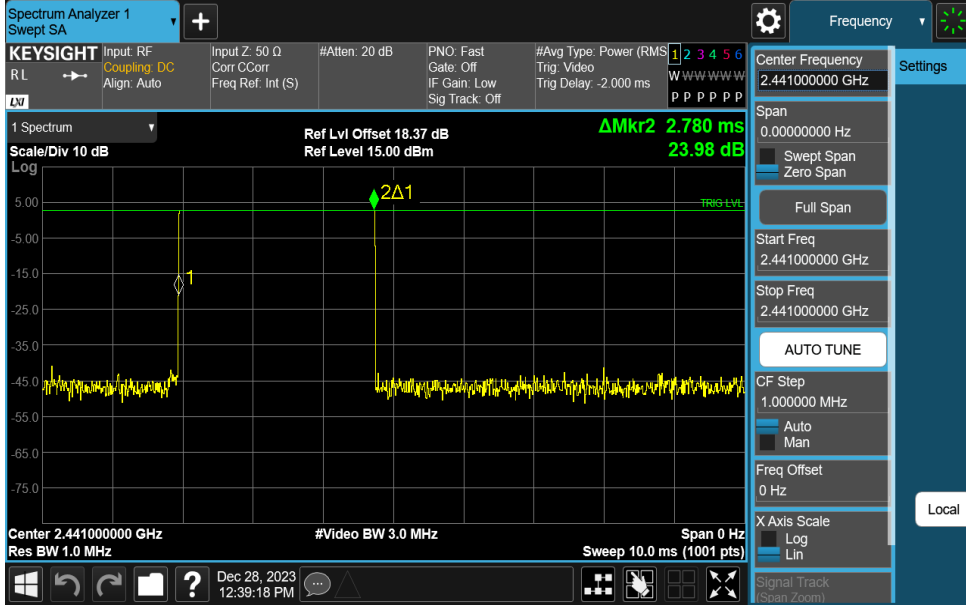 Spectrum Analyzer 1
Swept SA
Frequency
KEYSIGHT
R L
LXI
Input: RF
Coupling: DC
Align: Auto
Input Z: 50 Ω
Corr CCorr
Freq Ref: Int (S)
#Atten: 20 dB
PNO: Fast
Gate: Off
IF Gain: Low
Sig Track: Off
#Avg Type: Power (RMS
Trig: Video
Trig Delay: -2.000 ms
1 2 3 4 5 6
W W W W W W
P P P P P P
1 Spectrum
Scale/Div 10 dB
Log
Ref Lvl Offset 18.37 dB
Ref Level 15.00 dBm
ΔMkr2 2.780 ms
23.98 dB
2Δ1
TRIG LVL
1
5.00
-5.00
-15.0
-25.0
-35.0
-45.0
-55.0
-65.0
-75.0
Center 2.441000000 GHz
Res BW 1.0 MHz
#Video BW 3.0 MHz
Span 0 Hz
Sweep 10.0 ms (1001 pts)
Dec 28, 2023
12:39:18 PM
Center Frequency
2.441000000 GHz
Span
0.00000000 Hz
Swept Span
Zero Span
Full Span
Start Freq
2.441000000 GHz
Stop Freq
2.441000000 GHz
AUTO TUNE
CF Step
1.000000 MHz
Auto
Man
Freq Offset
0 Hz
X Axis Scale
Log
Lin
Signal Track
(Span Zoom)
Settings
Local